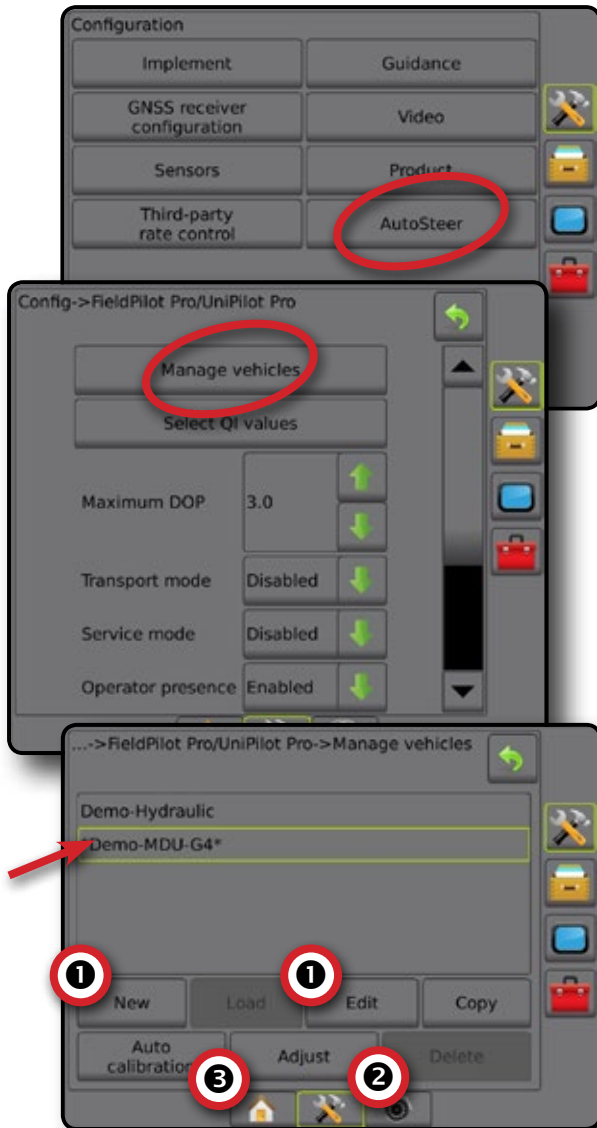 Configuration
Implement
Guidance
GNSS receiver
configuration
Video
Sensors
Product
Third-party
rate control
AutoSteer
Config->FieldPilot Pro/UniPilot Pro
Manage vehicles
Select QI values
Maximum DOP
3.0
Transport mode
Disabled
Service mode
Disabled
Operator presence
Enabled
...->FieldPilot Pro/UniPilot Pro->Manage vehicles
Demo-Hydraulic
*Demo-MDU-G4*
1
1
New
Load
Edit
Copy
Auto
calibration
3
Adjust
2
Delete